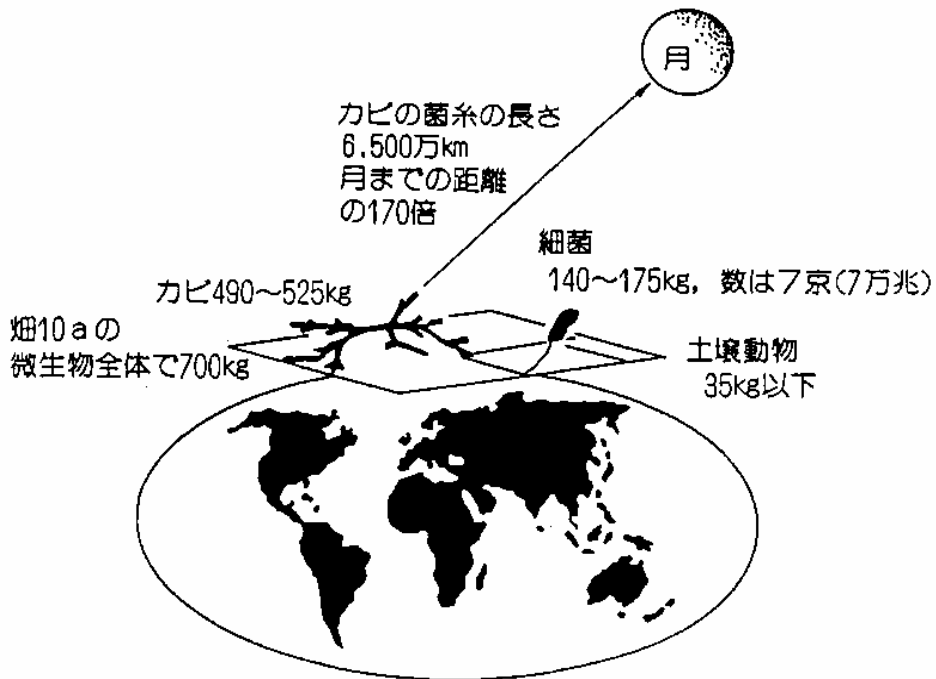 月
カビの菌糸の長さ
6.500万km
月までの距離
の170倍
細菌
140〜175kg, 数は7京(7万兆)
カビ490〜525kg
畑10aの
微生物全体で700kg
土壌動物
35kg以下